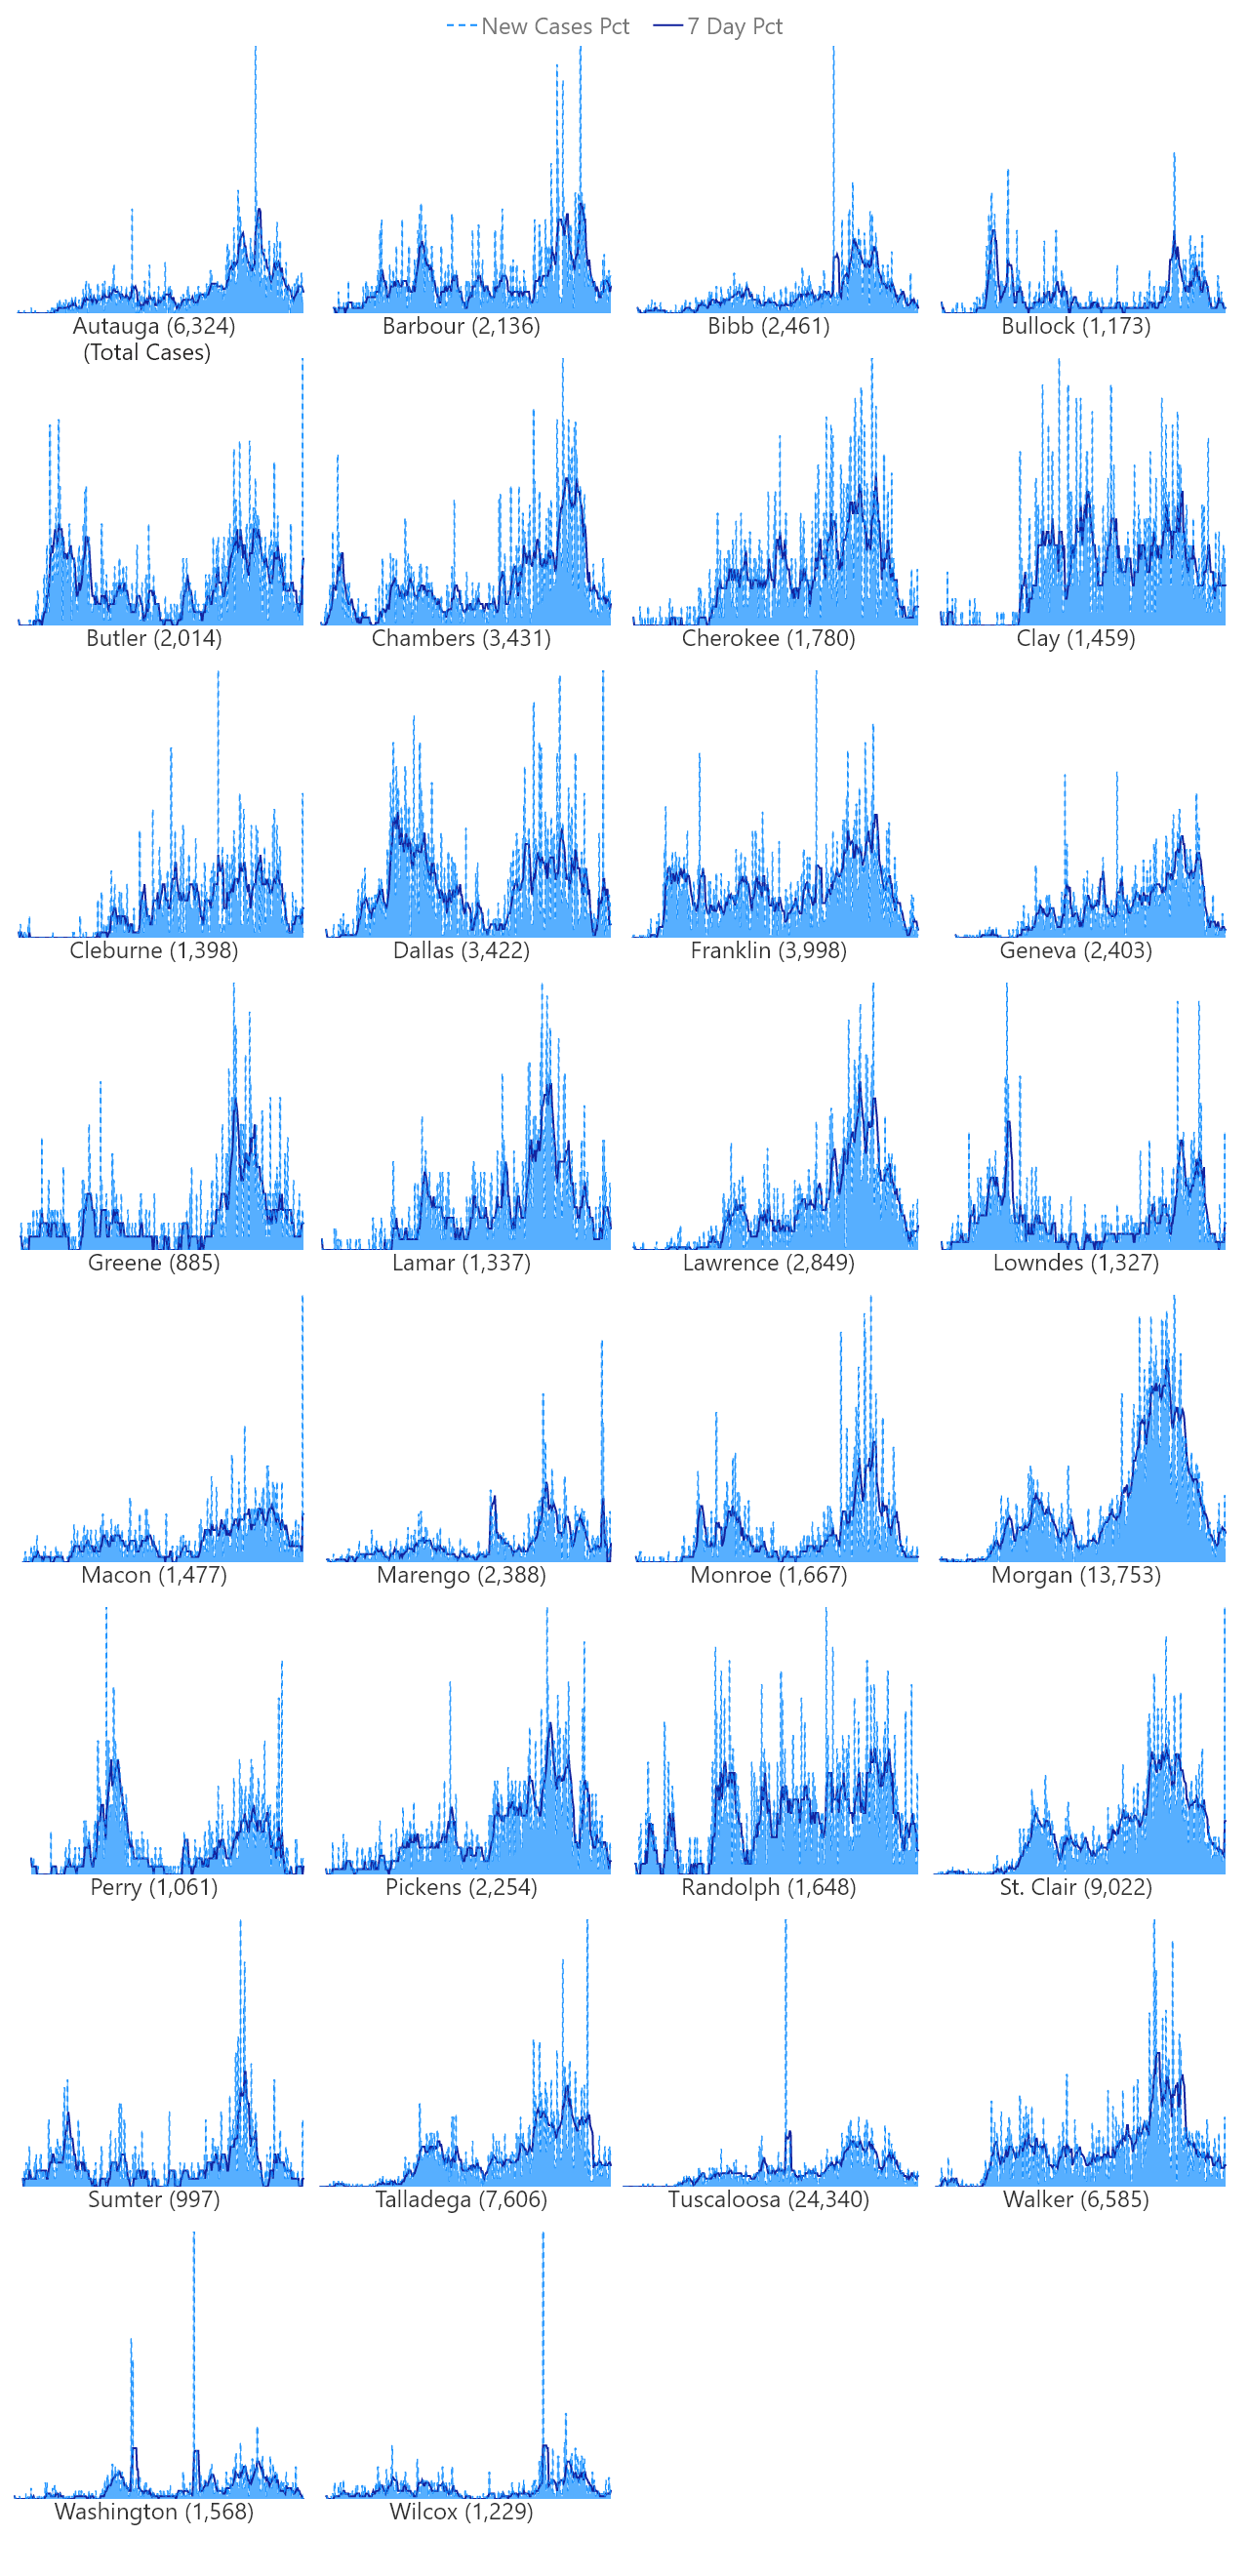 New Cases Pct 7 Day Pct
Autauga (6,324) Barbour (2,136) Bibb (2,461) Bullock (1,173)
(Total Cases)
Butler (2,014) Chambers (3,431) Cherokee (1,780) Clay (1,459)
Cleburne (1,398) Dallas (3,422) Franklin (3,998) Geneva (2,403)
Greene (885) Lamar (1,337) Lawrence (2,849) Lowndes (1,327)
Macon (1,477) Marengo (2,388) Monroe (1,667) Morgan (13,753)
Perry (1,061) Pickens (2,254) Randolph (1,648) St. Clair (9,022)
Sumter (997) Talladega (7,606) Tuscaloosa (24,340) Walker (6,585)
Washington (1,568) Wilcox (1,229)